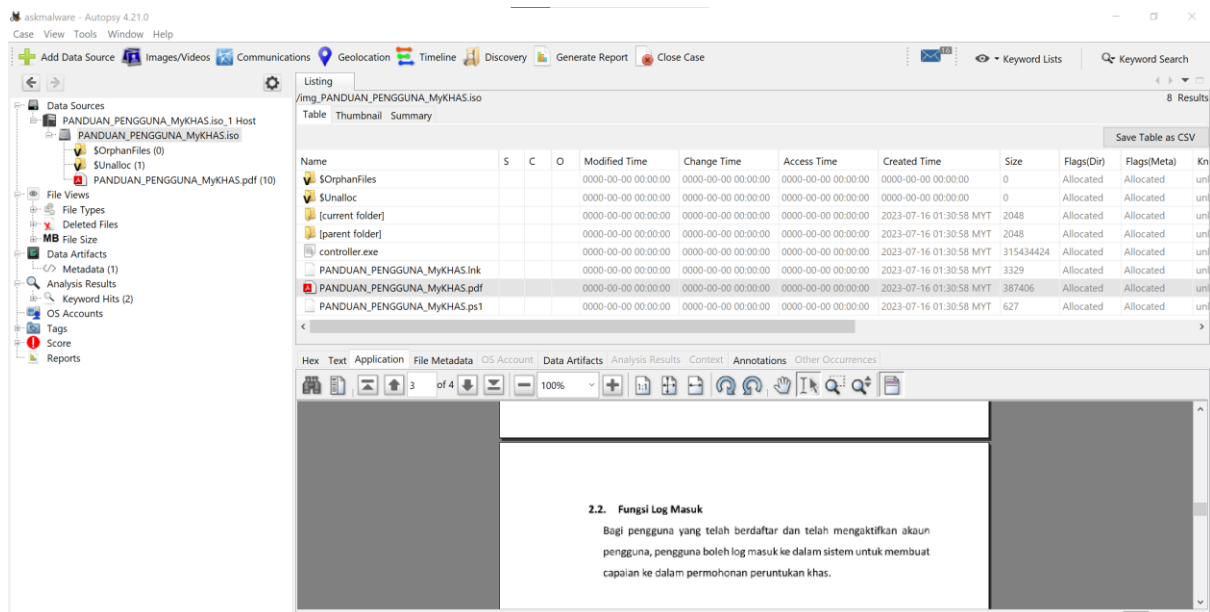 askmalware - Autopsy 4.21.0
Case View Tools Window Help
Add Data Source Images/Videos Communications Geolocation Timeline Discovery Generate Report Close Case 16 Keyword Lists Keyword Search
Data Sources
PANDUAN_PENGGUNA_MyKHAS.iso_1 Host
PANDUAN_PENGGUNA_MyKHAS.iso
$OrphanFiles (0)
$Unalloc (1)
PANDUAN_PENGGUNA_MyKHAS.pdf (10)
File Views
File Types
Deleted Files
MB File Size
Data Artifacts
Metadata (1)
Analysis Results
Keyword Hits (2)
OS Accounts
Tags
Score
Reports
Listing
/img_PANDUAN_PENGGUNA_MyKHAS.iso 8 Results
Table Thumbnail Summary
Save Table as CSV
Name S C O Modified Time Change Time Access Time Created Time Size Flags(Dir) Flags(Meta) Kn
$OrphanFiles 0000-00-00 00:00:00 0000-00-00 00:00:00 0000-00-00 00:00:00 0000-00-00 00:00:00 0 Allocated Allocated unl
$Unalloc 0000-00-00 00:00:00 0000-00-00 00:00:00 0000-00-00 00:00:00 0000-00-00 00:00:00 0 Allocated Allocated unl
[current folder] 0000-00-00 00:00:00 0000-00-00 00:00:00 0000-00-00 00:00:00 2023-07-16 01:30:58 MYT 2048 Allocated Allocated unl
[parent folder] 0000-00-00 00:00:00 0000-00-00 00:00:00 0000-00-00 00:00:00 2023-07-16 01:30:58 MYT 2048 Allocated Allocated unl
controller.exe 0000-00-00 00:00:00 0000-00-00 00:00:00 0000-00-00 00:00:00 2023-07-16 01:30:58 MYT 315434424 Allocated Allocated unl
PANDUAN_PENGGUNA_MyKHAS.lnk 0000-00-00 00:00:00 0000-00-00 00:00:00 0000-00-00 00:00:00 2023-07-16 01:30:58 MYT 3329 Allocated Allocated unl
PANDUAN_PENGGUNA_MyKHAS.pdf 0000-00-00 00:00:00 0000-00-00 00:00:00 0000-00-00 00:00:00 2023-07-16 01:30:58 MYT 387406 Allocated Allocated unl
PANDUAN_PENGGUNA_MyKHAS.ps1 0000-00-00 00:00:00 0000-00-00 00:00:00 0000-00-00 00:00:00 2023-07-16 01:30:58 MYT 627 Allocated Allocated unl
Hex Text Application File Metadata OS Account Data Artifacts Analysis Results Context Annotations Other Occurrences
3 of 4 100% 1:1
2.2. Fungsi Log Masuk
Bagi pengguna yang telah berdaftar dan telah mengaktifkan akaun
pengguna, pengguna boleh log masuk ke dalam sistem untuk membuat
capaian ke dalam permohonan peruntukan khas.